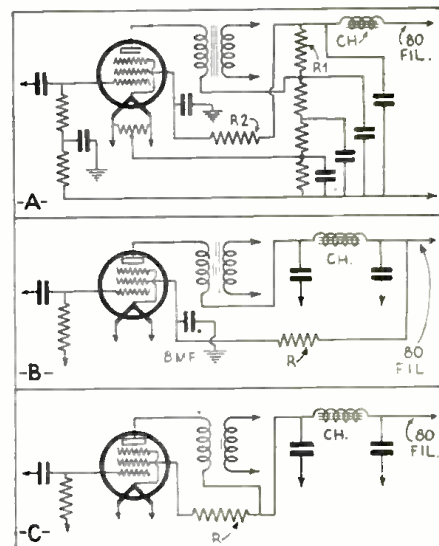 CH.
80
FIL.
R1
R2
-A-
CH.
80
FIL
8MF.
R
-B-
CH.
80
FIL.
R
-C-